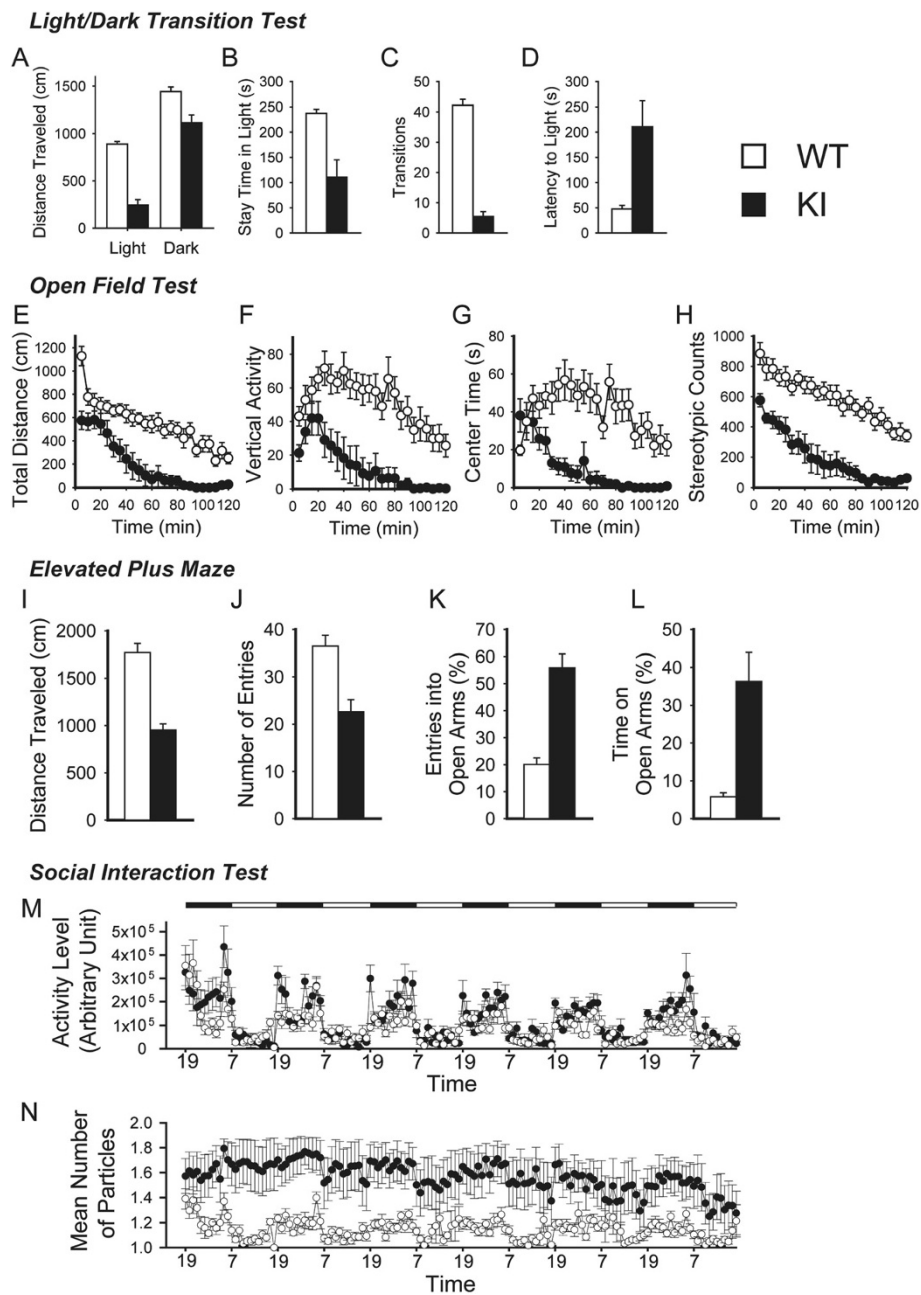 Light/Dark Transition Test
A
B
C
D
Distance Traveled (cm)
1500
1000
500
0
Light
Dark
Stay Time in Light (s)
300
250
200
150
100
50
0
Transitions
50
40
30
20
10
0
Latency to Light (s)
300
250
200
150
100
50
0
WT
KI
Open Field Test
E
F
G
H
Total Distance (cm)
1200
1000
800
600
400
200
0
0 20 40 60 80 100 120
Time (min)
Vertical Activity
80
60
40
20
0
0 20 40 60 80 100 120
Time (min)
Center Time (s)
80
60
40
20
0
0 20 40 60 80 100 120
Time (min)
Stereotypic Counts
1000
800
600
400
200
0
0 20 40 60 80 100 120
Time (min)
Elevated Plus Maze
I
J
K
L
Distance Traveled (cm)
2000
1500
1000
500
0
Number of Entries
40
30
20
10
0
Entries into
Open Arms (%)
70
60
50
40
30
20
10
0
Time on
Open Arms (%)
50
40
30
20
10
0
Social Interaction Test
M
Activity Level
(Arbitrary Unit)
5x10⁵
4x10⁵
3x10⁵
2x10⁵
1x10⁵
0
19 7 19 7 19 7 19 7 19 7 19 7
Time
N
Mean Number
of Particles
2.0
1.8
1.6
1.4
1.2
1.0
19 7 19 7 19 7 19 7 19 7 19 7
Time